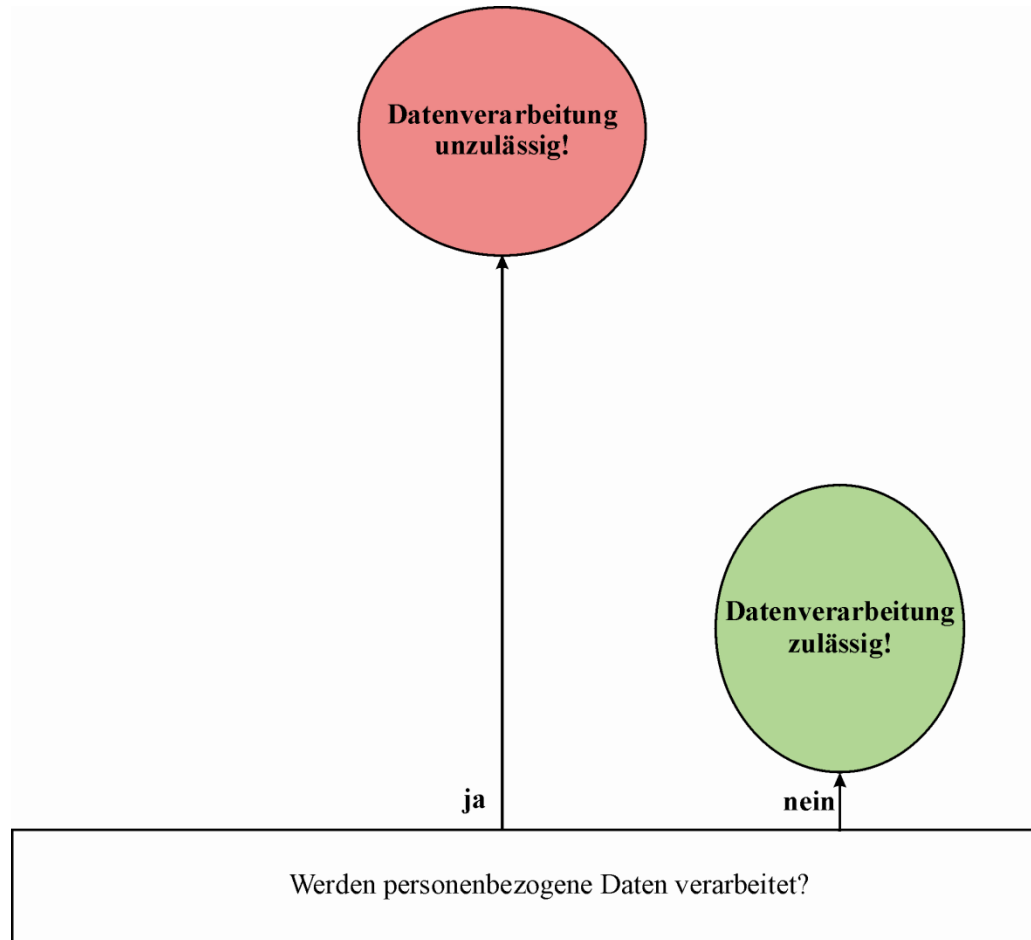 Datenverarbeitung
unzulässig!
Datenverarbeitung
zulässig!
ja
nein
Werden personenbezogene Daten verarbeitet?